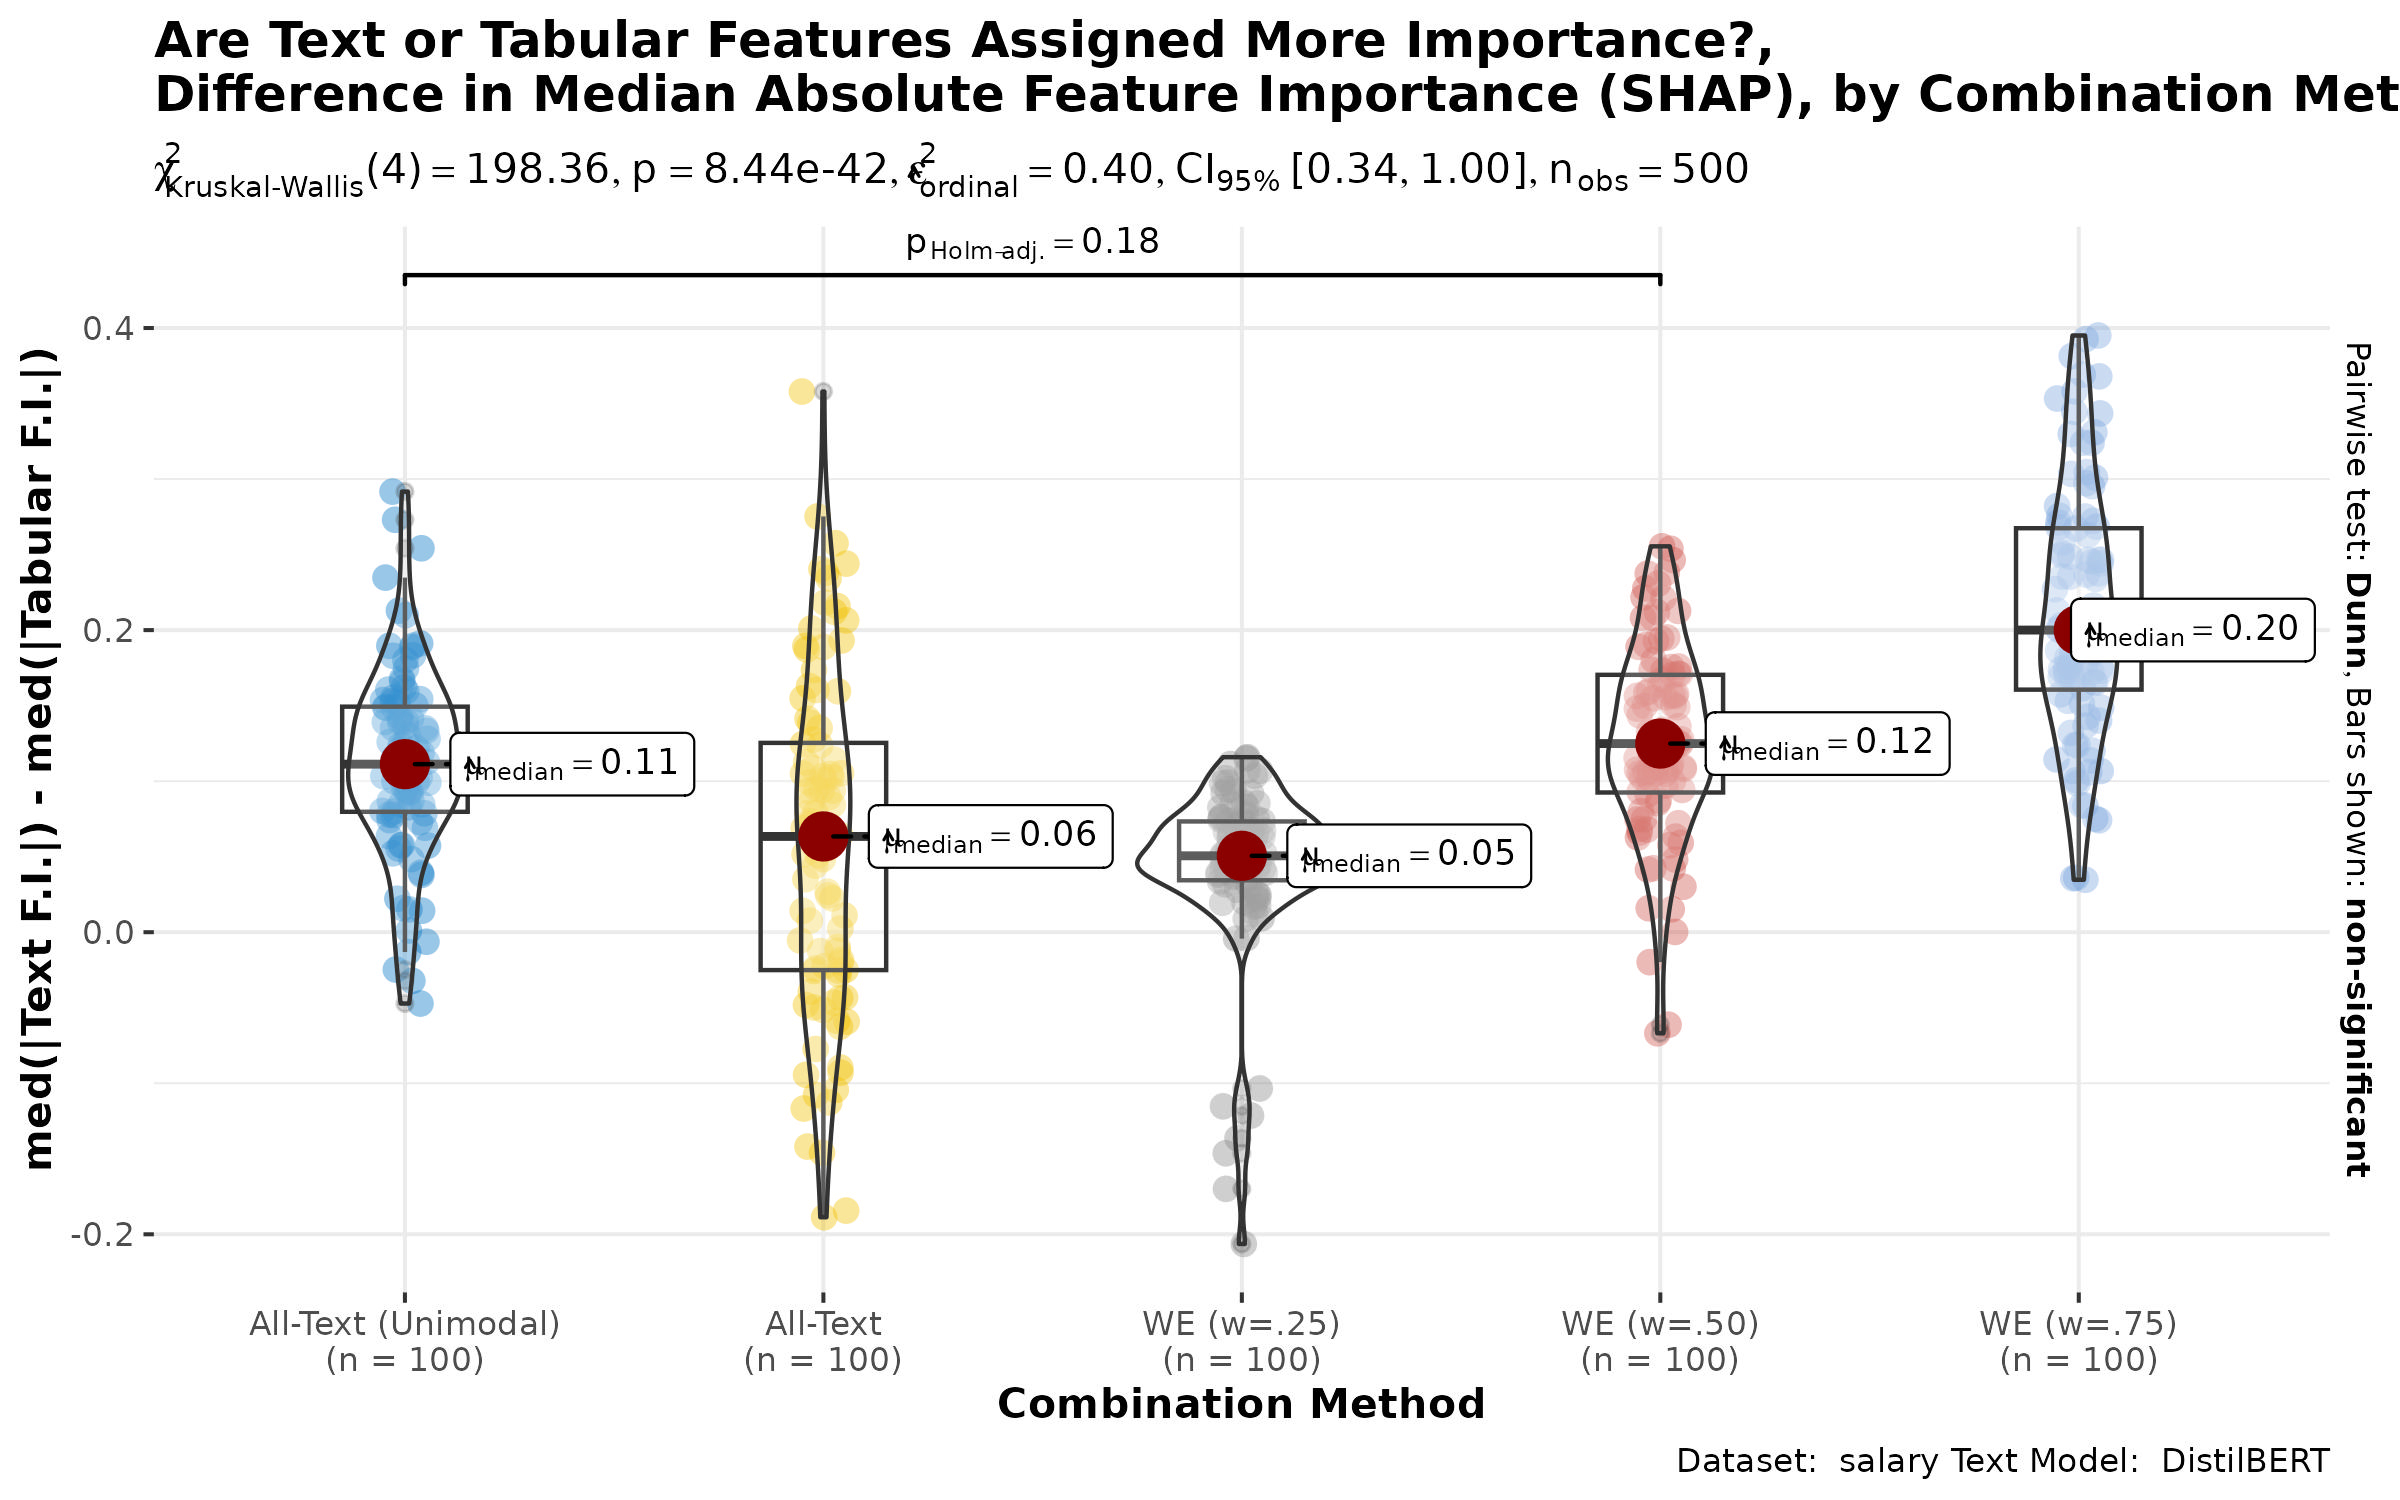 Are Text or Tabular Features Assigned More Importance?,
Difference in Median Absolute Feature Importance (SHAP), by Combination Met
χ²Kruskal-Wallis(4) = 198.36, p = 8.44e-42, ε²ordinal = 0.40, CI95% [0.34, 1.00], nobs = 500
pHolm-adj. = 0.18
med(|Text F.I.|) - med(|Tabular F.I.|)
0.4
0.2
0.0
-0.2
μ̂median = 0.11
μ̂median = 0.06
μ̂median = 0.05
μ̂median = 0.12
μ̂median = 0.20
Pairwise test: Dunn, Bars shown: non-significant
All-Text (Unimodal)
(n = 100)
All-Text
(n = 100)
WE (w=.25)
(n = 100)
WE (w=.50)
(n = 100)
WE (w=.75)
(n = 100)
Combination Method
Dataset:  salary Text Model:  DistilBERT